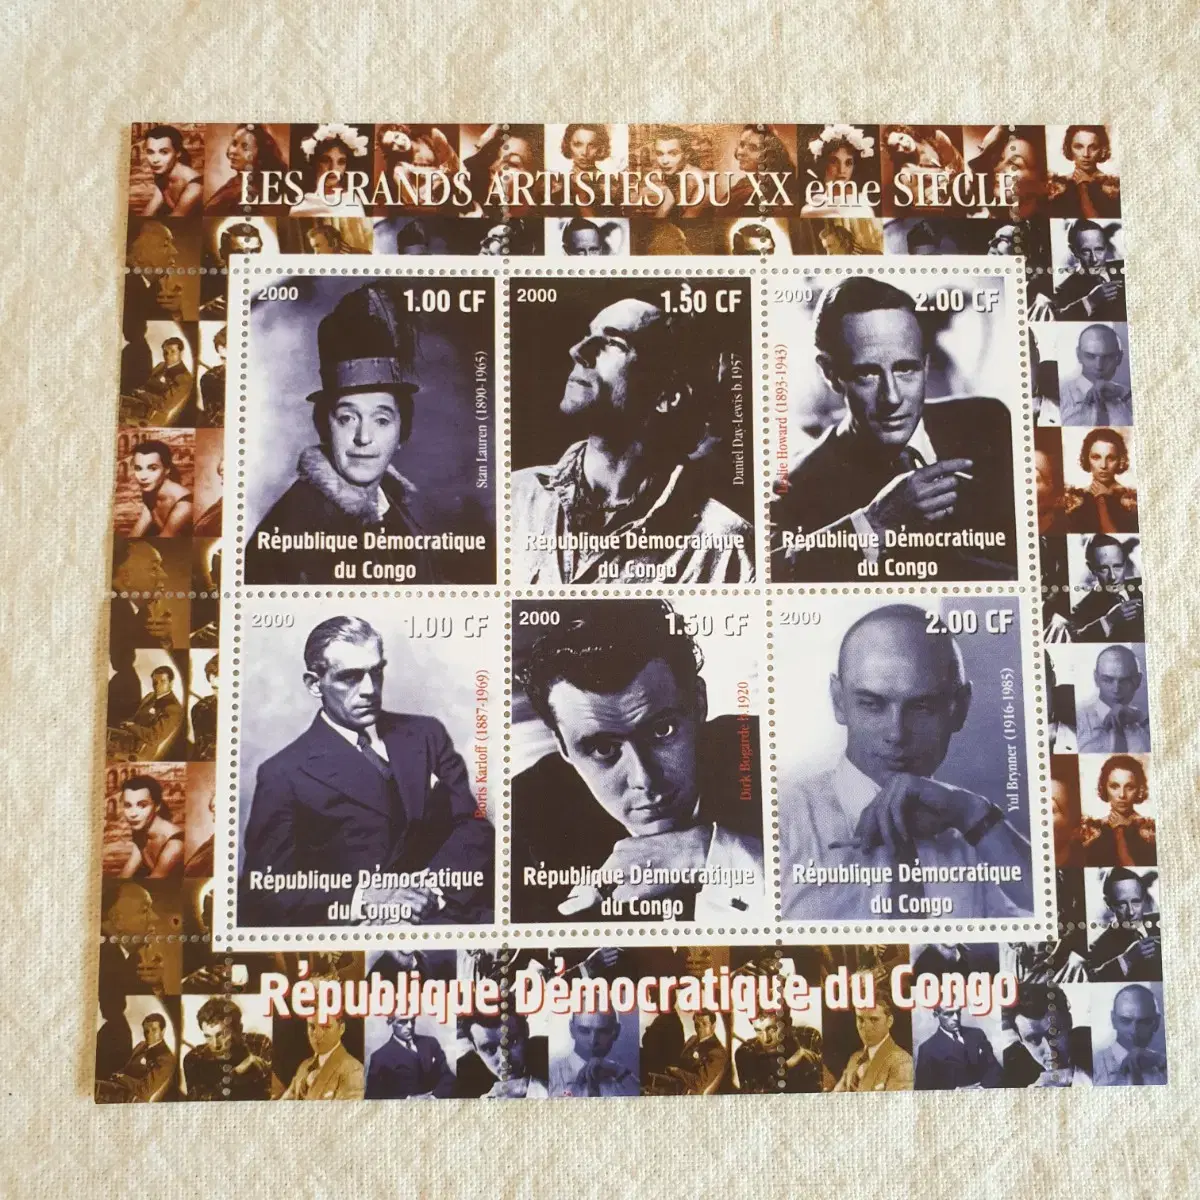 LES GRANDS ARTISTES DU XX ème SIÈCLE
2000
1.00 CF
Stan Lauren (1890-1965)
République Démocratique
du Congo
2000
1.50 CF
Daniel Day-Lewis b.1957
République Démocratique
du Congo
2000
2.00 CF
Leslie Howard (1893-1943)
République Démocratique
du Congo
2000
1.00 CF
Boris Karloff (1887-1969)
République Démocratique
du Congo
2000
1.50 CF
Dirk Bogarde b.1920
République Démocratique
du Congo
2000
2.00 CF
Yul Brynner (1916-1985)
République Démocratique
du Congo
République Démocratique du Congo